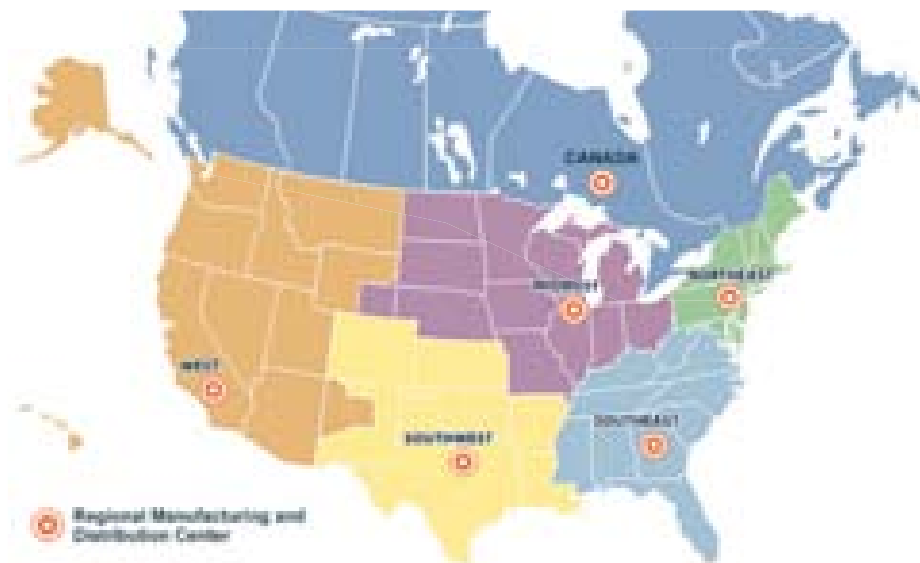 CANADA
NORTHEAST
MIDWEST
WEST
SOUTHEAST
SOUTHWEST
Regional Manufacturing and
Distribution Center